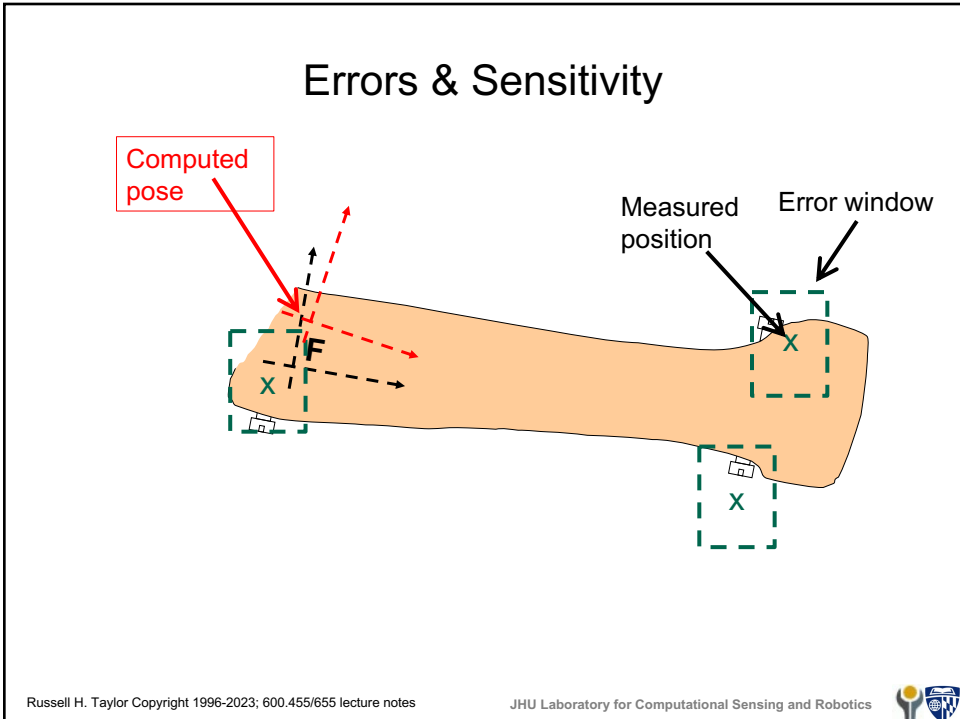 Errors & Sensitivity
Computed
pose
Measured
position
Error window
F
x
x
x
Russell H. Taylor Copyright 1996-2023; 600.455/655 lecture notes
JHU Laboratory for Computational Sensing and Robotics